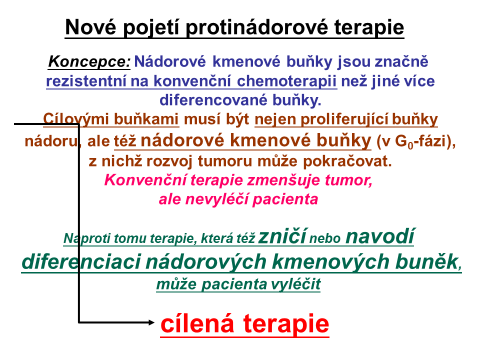 Nové pojetí protinádorové terapie
Koncepce: Nádorové kmenové buňky jsou značně
rezistentní na konvenční chemoterapii než jiné více
diferencované buňky.
Cílovými buňkami musí být nejen proliferující buňky
nádoru, ale též nádorové kmenové buňky (v G₀-fázi),
z nichž rozvoj tumoru může pokračovat.
Konvenční terapie zmenšuje tumor,
ale nevyléčí pacienta
Naproti tomu terapie, která též zničí nebo navodí
diferenciaci nádorových kmenových buněk,
může pacienta vyléčit
cílená terapie